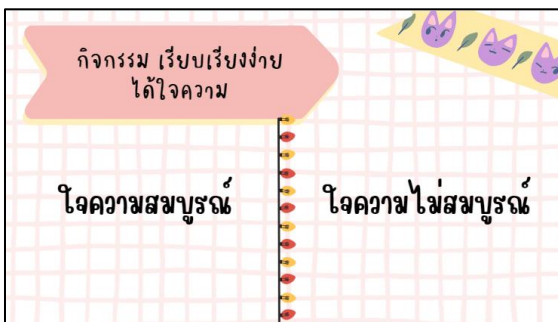 กิจกรรม เรียบเรียงง่าย
ได้ใจความ
ใจความสมบูรณ์
ใจความไม่สมบูรณ์